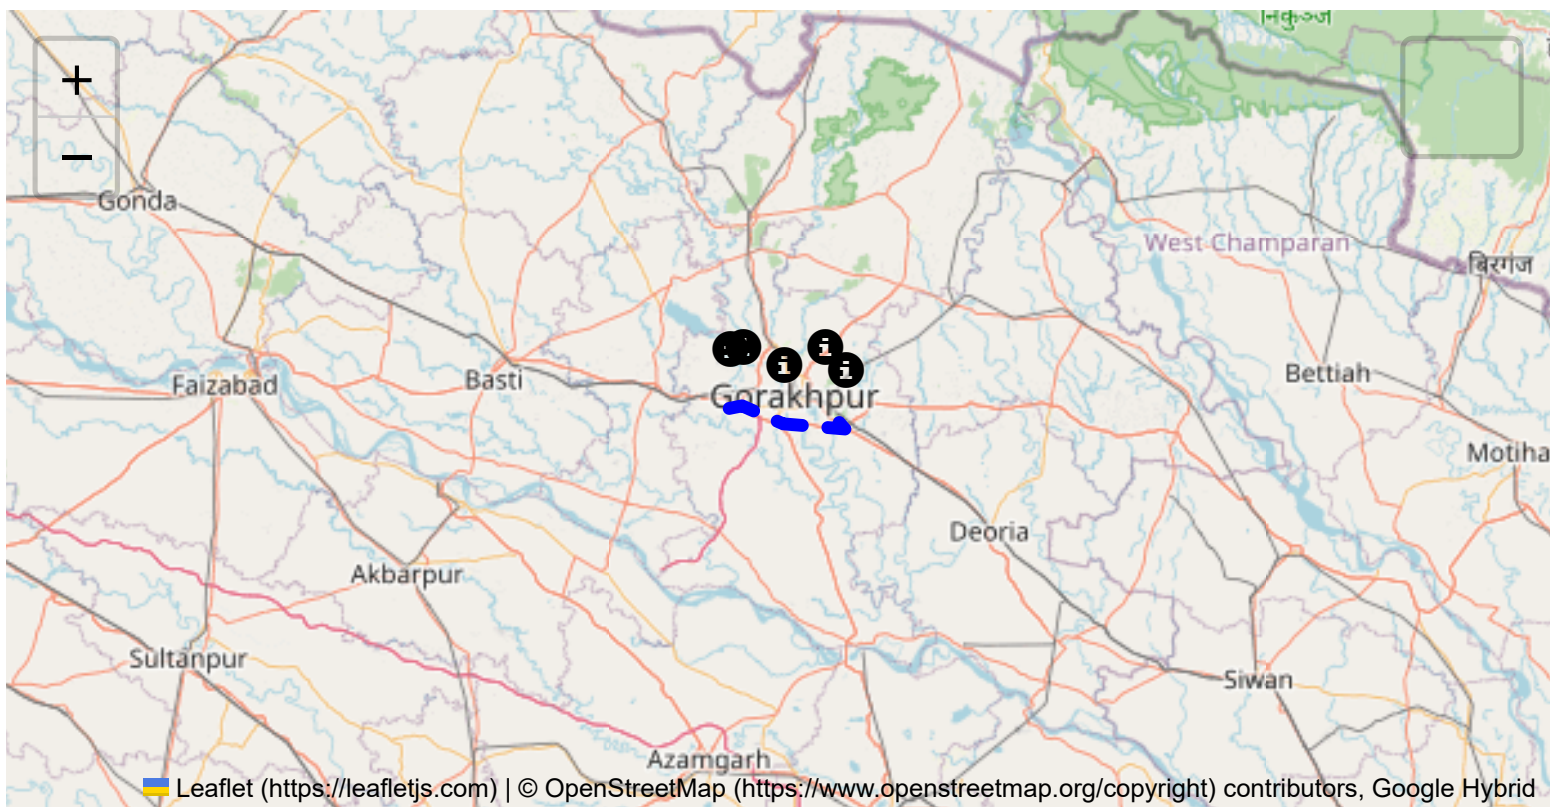 निकुञ्ज
+
−
Gonda
West Champaran
बिरगंज
i
i
i
Faizabad
Basti
Bettiah
Gorakhpur
Motiha
Deoria
Akbarpur
Sultanpur
Siwan
Azamgarh
Leaflet (https://leafletjs.com) | © OpenStreetMap (https://www.openstreetmap.org/copyright) contributors, Google Hybrid